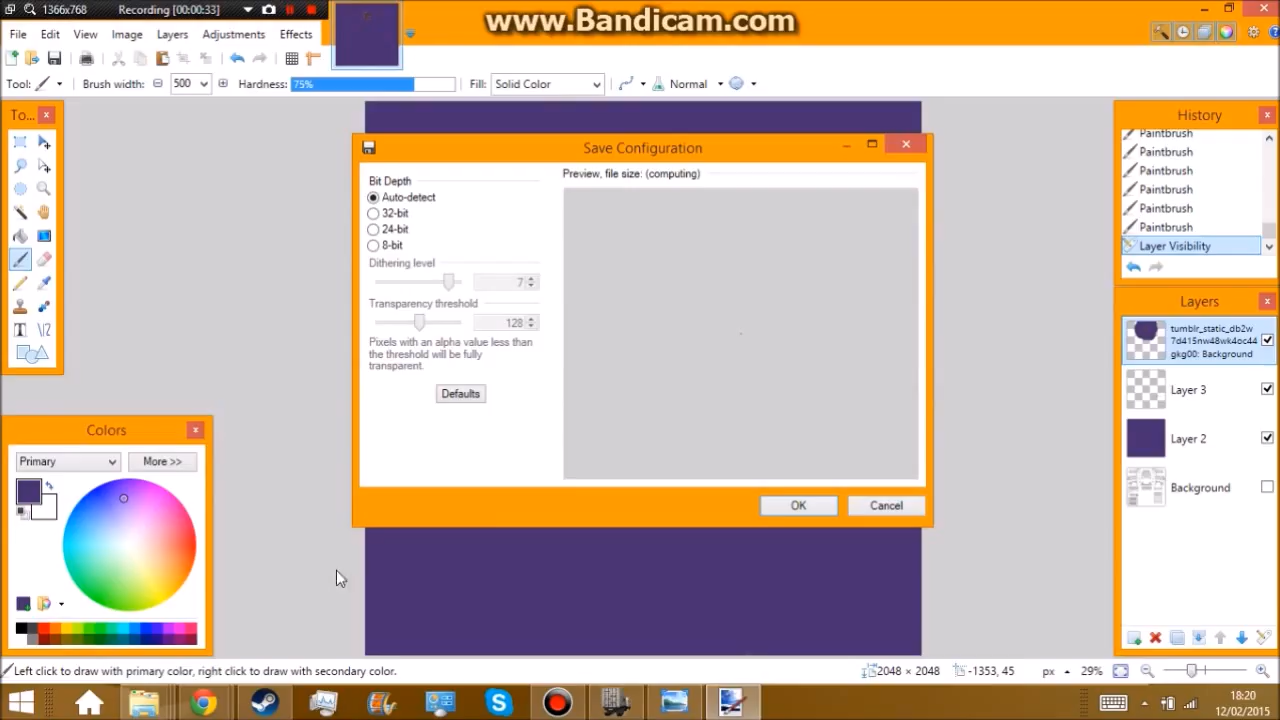 1366x768 Recording [00:00:33]
www.Bandicam.com
File Edit View Image Layers Adjustments Effects
Tool: Brush width: 500 Hardness: 75% Fill: Solid Color Normal
To...
History
Paintbrush
Paintbrush
Paintbrush
Paintbrush
Paintbrush
Paintbrush
Layer Visibility
Save Configuration
Bit Depth
Auto-detect
32-bit
24-bit
8-bit
Dithering level
7
Transparency threshold
128
Pixels with an alpha value less than
the threshold will be fully
transparent.
Defaults
Preview, file size: (computing)
OK Cancel
Layers
tumblr_static_db2w
7d415nw48wk4oc44
gkg00: Background
Layer 3
Layer 2
Background
Colors
Primary More >>
Left click to draw with primary color, right click to draw with secondary color.
2048 × 2048 -1353, 45 px 29%
18:20
12/02/2015